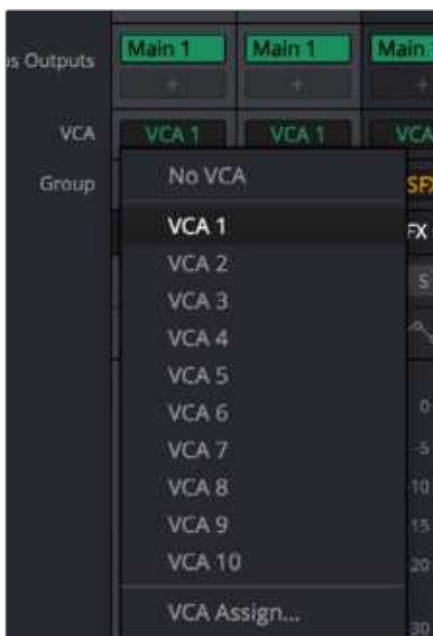 Main 1 Main 1 Main
us Outputs
+ + +
VCA VCA 1 VCA 1 VCA
Group No VCA SF
VCA 1 FX
VCA 2
S
VCA 3
VCA 4
VCA 5
VCA 6 0
VCA 7 -5
VCA 8 -10
VCA 9 -15
VCA 10 -20
VCA Assign...
-30